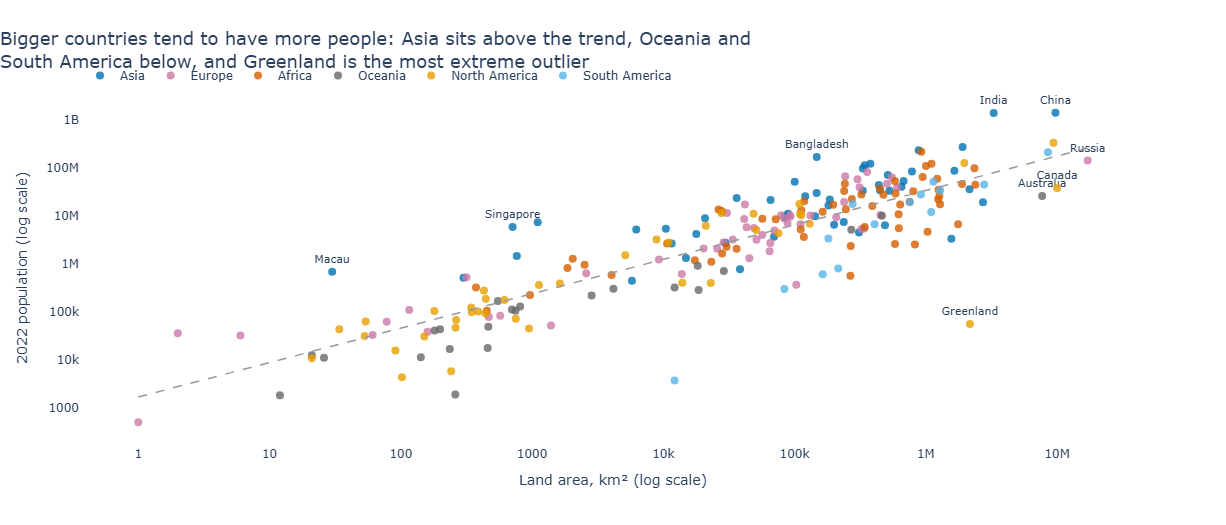 Bigger countries tend to have more people: Asia sits above the trend, Oceania and
South America below, and Greenland is the most extreme outlier
Asia Europe Africa Oceania North America South America
India China
1B
Bangladesh Russia
100M
Canada
Australia
Singapore
10M
Macau
1M
Greenland
100k
10k
1000
2022 population (log scale)
1 10 100 1000 10k 100k 1M 10M
Land area, km² (log scale)